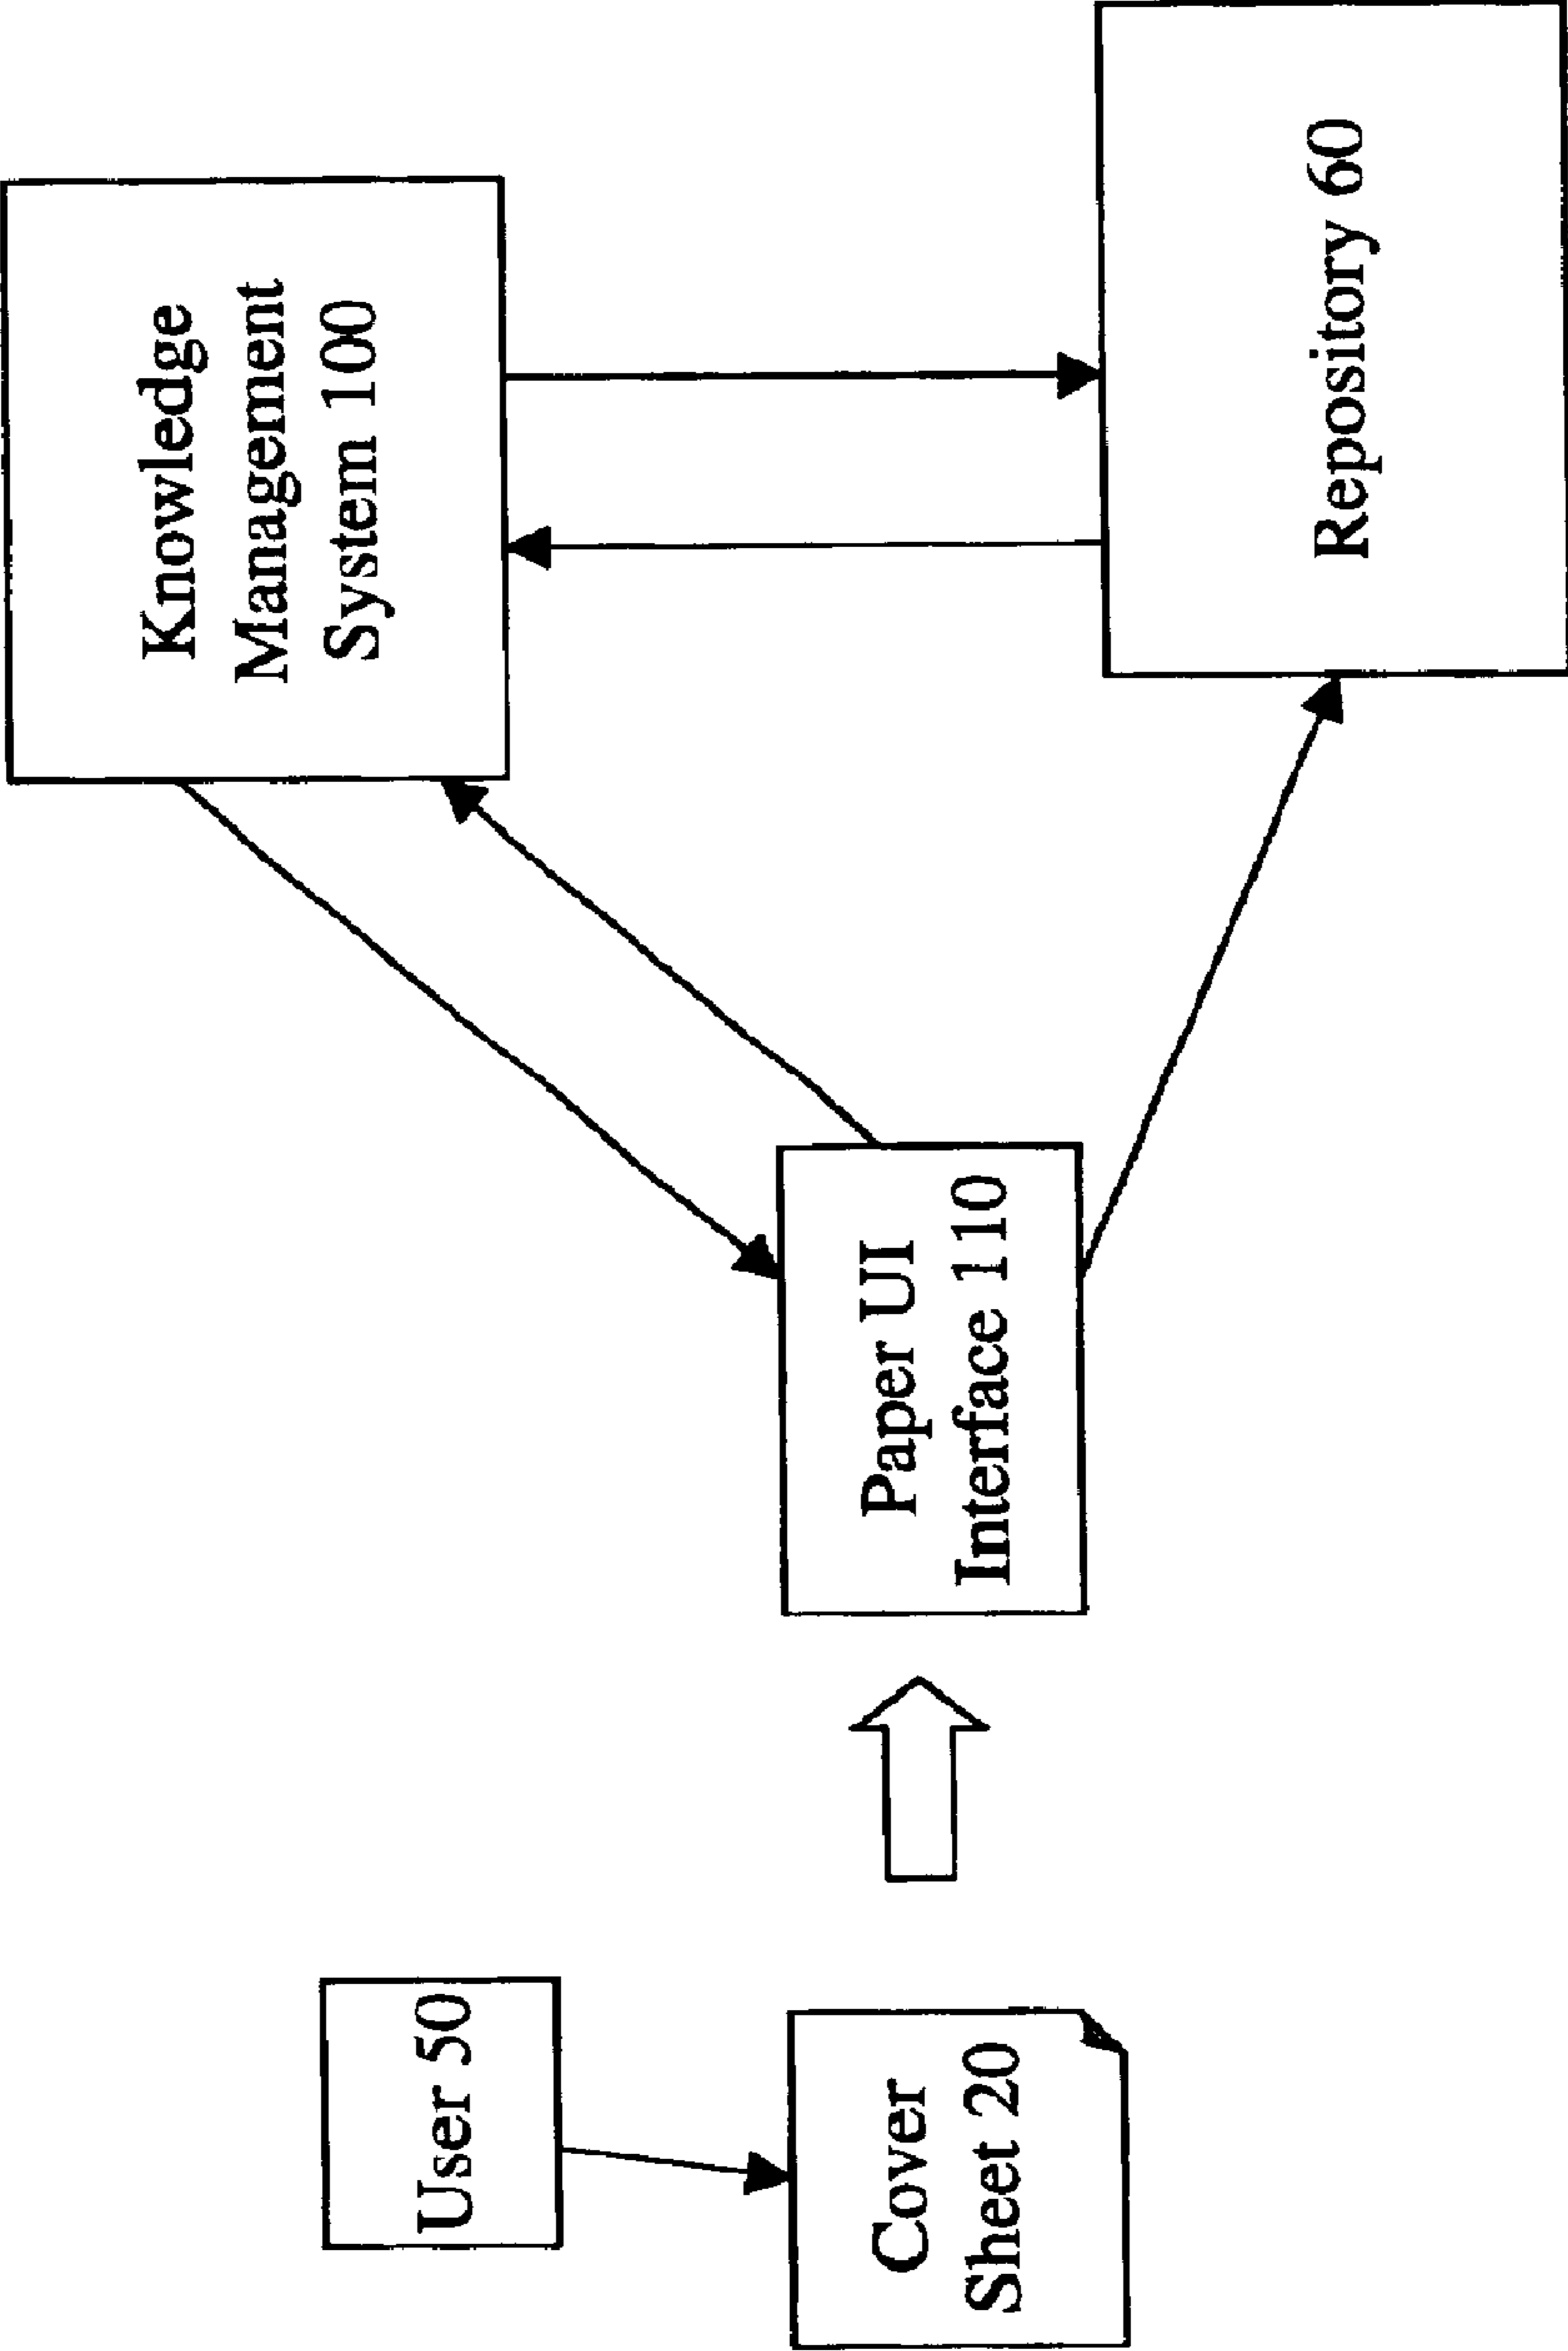 Knowledge
Management
System 100
User 50
Paper UI
Interface 110
Cover
Sheet 20
Repository 60